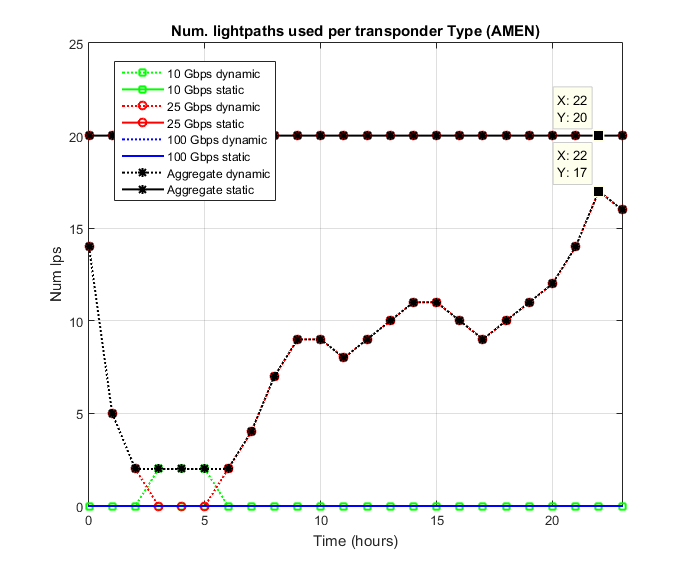 Num. lightpaths used per transponder Type (AMEN)
25
20
15
10
5
0
Num lps
10 Gbps dynamic
10 Gbps static
25 Gbps dynamic
25 Gbps static
100 Gbps dynamic
100 Gbps static
Aggregate dynamic
Aggregate static
X: 22
Y: 20
X: 22
Y: 17
0
5
10
15
20
Time (hours)